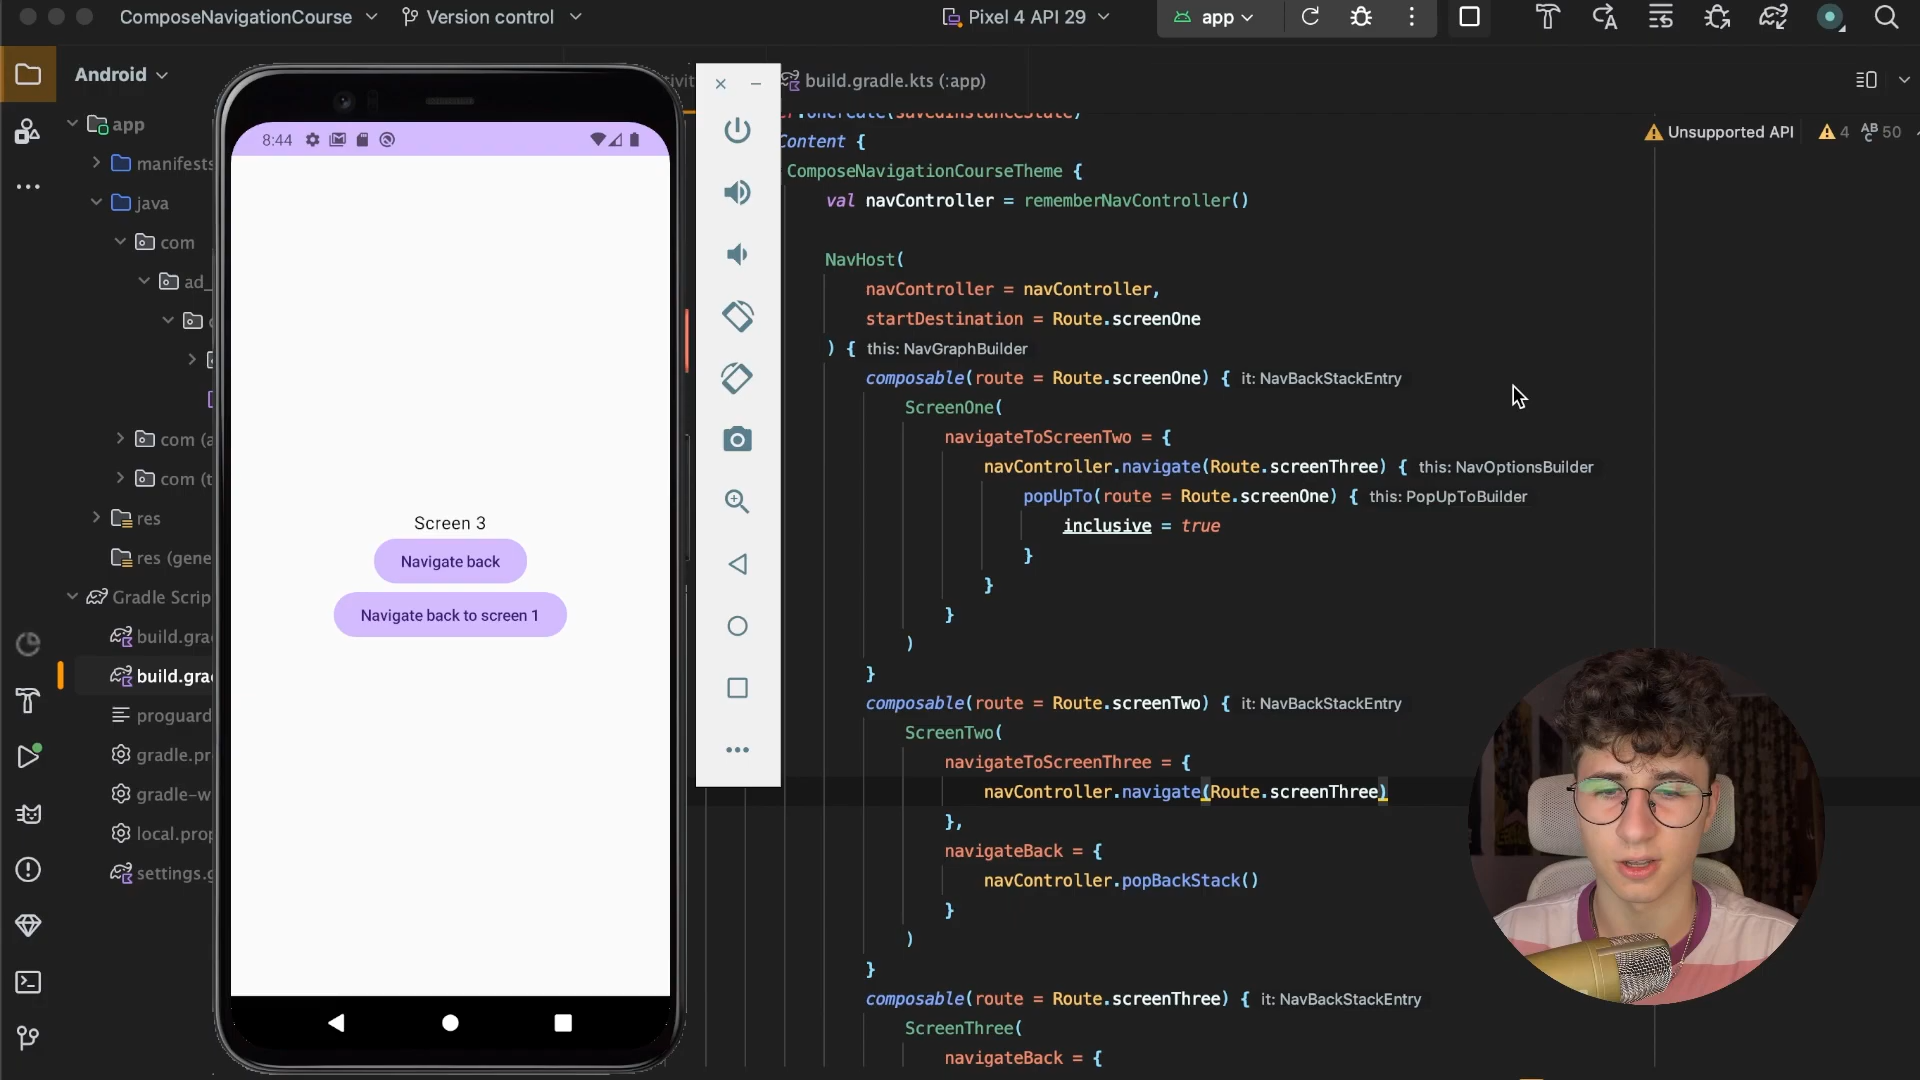 ComposeNavigationCourse
Version control
Pixel 4 API 29
app
Android
build.gradle.kts (:app)
Unsupported API
4
50
app
manifests
java
com
ad_
com (a
com (t
res
res (gene
Gradle Scrip
build.gra
build.gra
proguard
gradle.pr
gradle-w
local.prop
settings.g
8:44
Screen 3
Navigate back
Navigate back to screen 1
Content {
ComposeNavigationCourseTheme {
val navController = rememberNavController()
NavHost(
navController = navController,
startDestination = Route.screenOne
) { this: NavGraphBuilder
composable(route = Route.screenOne) { it: NavBackStackEntry
ScreenOne(
navigateToScreenTwo = {
navController.navigate(Route.screenThree) { this: NavOptionsBuilder
popUpTo(route = Route.screenOne) { this: PopUpToBuilder
inclusive = true
}
}
}
)
}
composable(route = Route.screenTwo) { it: NavBackStackEntry
ScreenTwo(
navigateToScreenThree = {
navController.navigate(Route.screenThree)
},
navigateBack = {
navController.popBackStack()
}
)
}
composable(route = Route.screenThree) { it: NavBackStackEntry
ScreenThree(
navigateBack = {